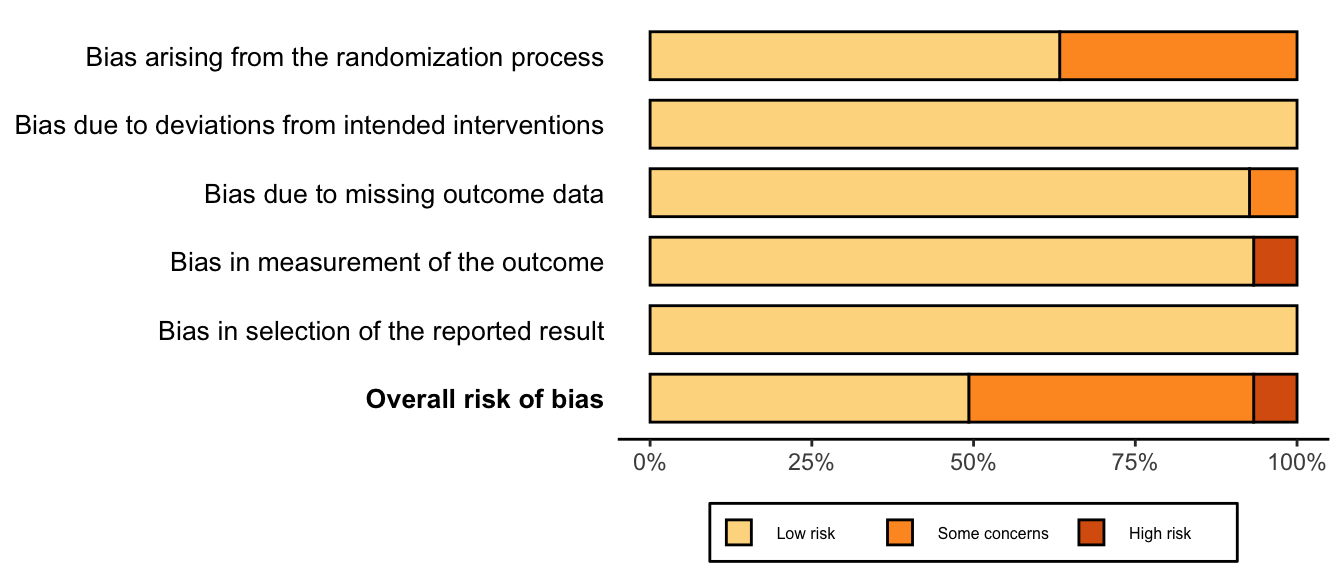 Bias arising from the randomization process
Bias due to deviations from intended interventions
Bias due to missing outcome data
Bias in measurement of the outcome
Bias in selection of the reported result
Overall risk of bias
0% 25% 50% 75% 100%
Low risk Some concerns High risk